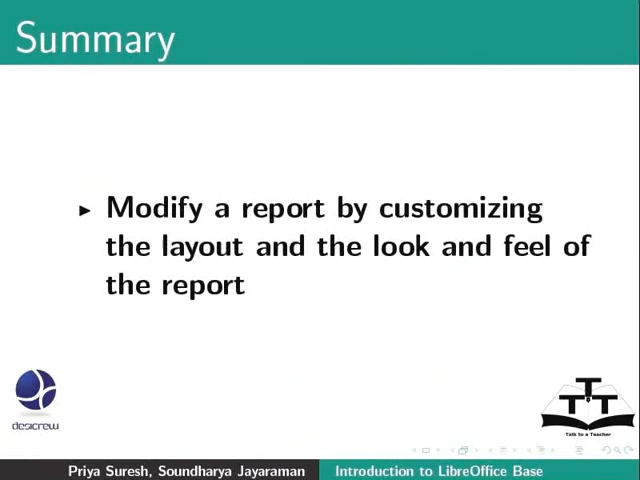 Summary
Modify a report by customizing
the layout and the look and feel of
the report
desicrew
T
T T
Talk to a Teacher
Priya Suresh, Soundharya Jayaraman
Introduction to LibreOffice Base